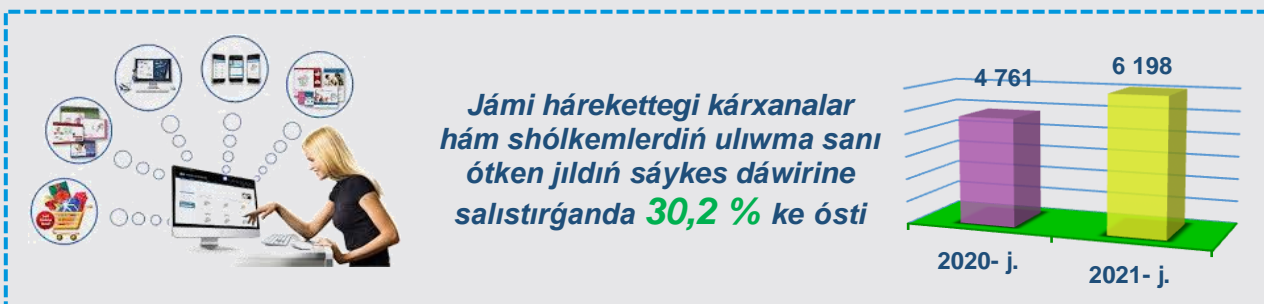 Jámi hárekettegi kárxanalar
hám shólkemlerdiń ulıwma sanı
ótken jıldıń sáykes dáwirine
salıstırǵanda 30,2 % ke ósti
4 761
6 198
2020- j.
2021- j.